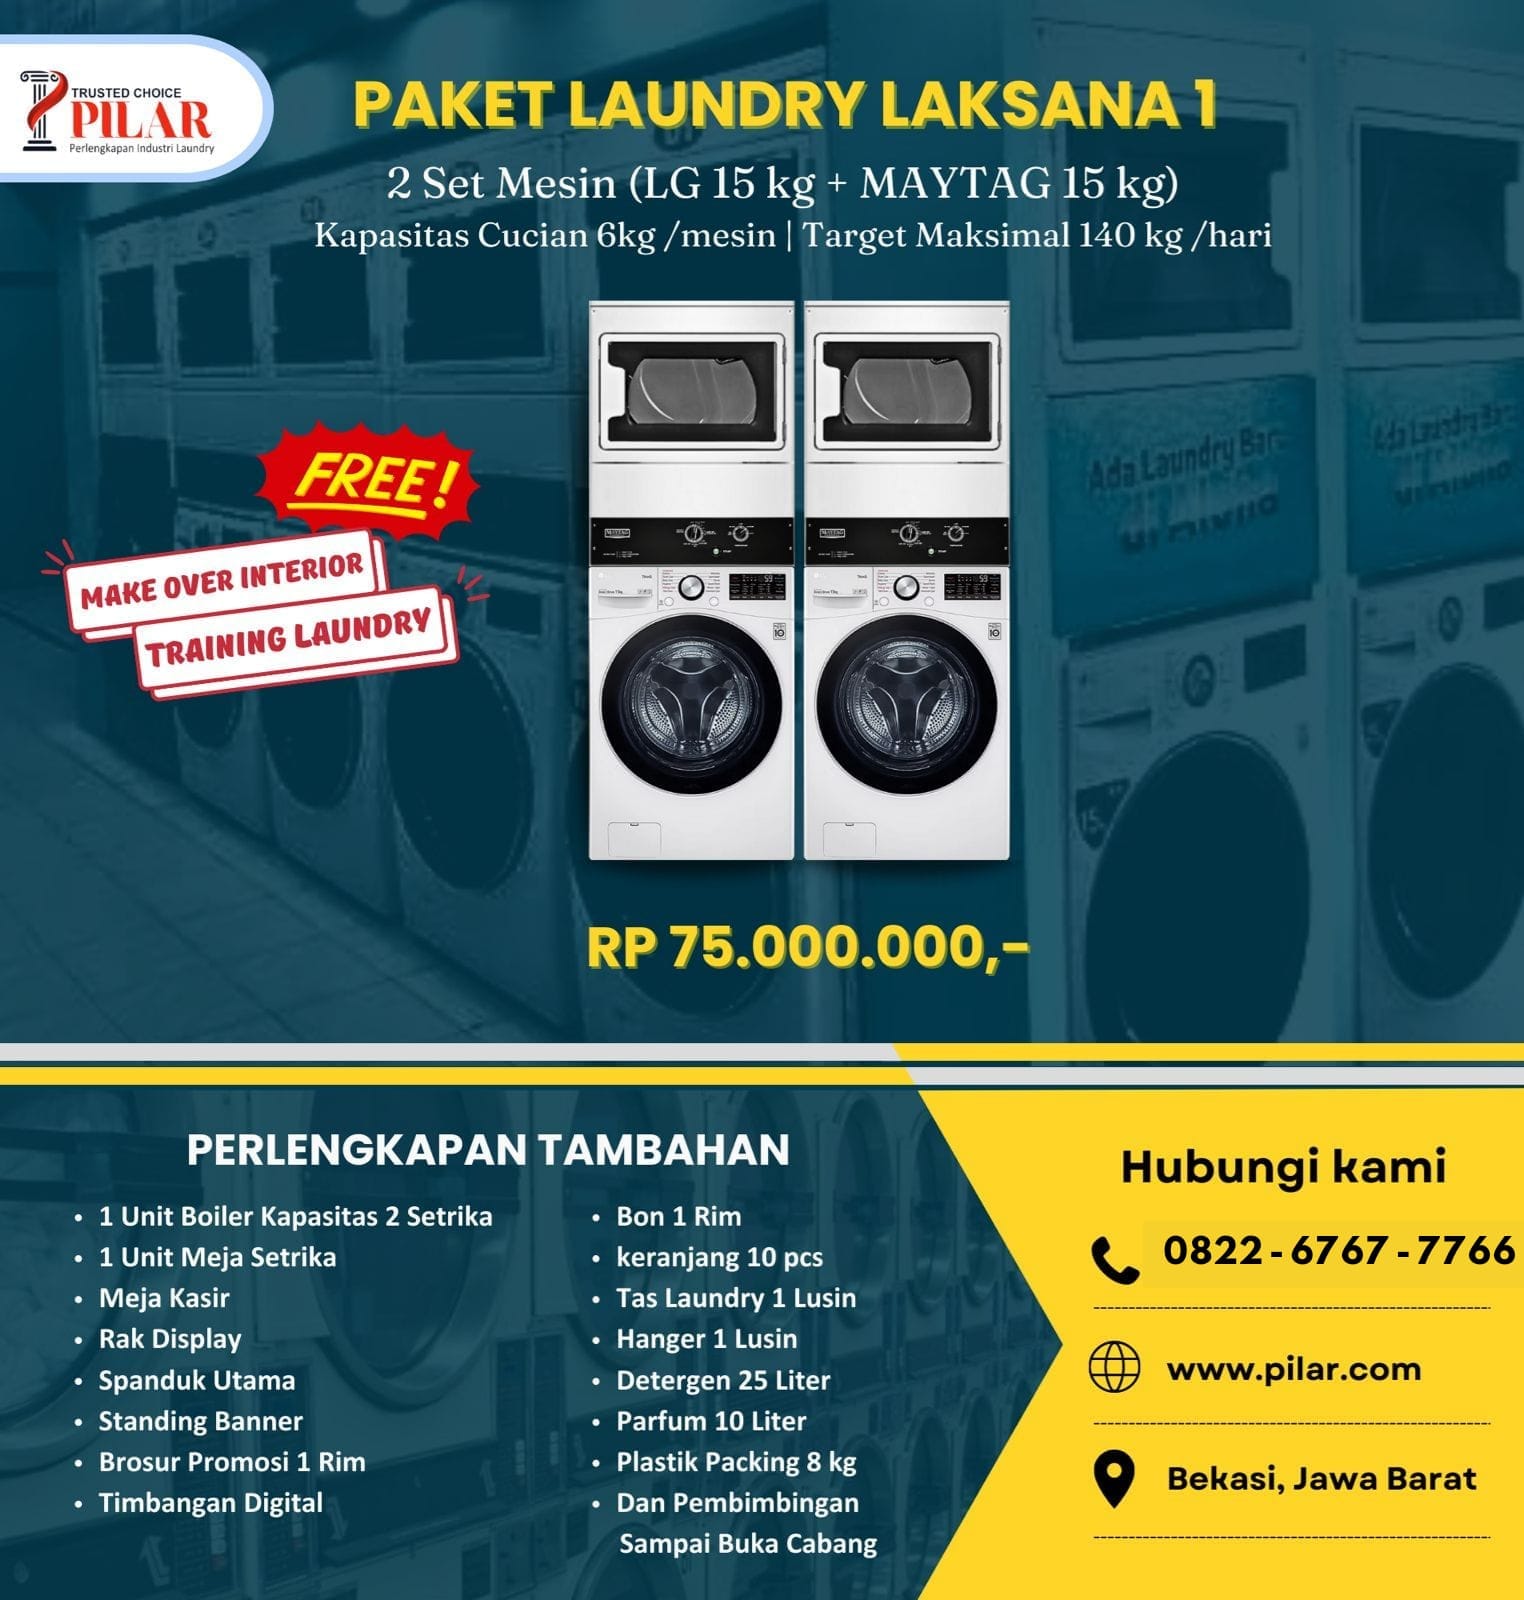 TRUSTED CHOICE
PILAR
Perlengkapan Industri Laundry
PAKET LAUNDRY LAKSANA 1
2 Set Mesin (LG 15 kg + MAYTAG 15 kg)
Kapasitas Cucian 6kg /mesin | Target Maksimal 140 kg /hari
FREE!
MAKE OVER INTERIOR
TRAINING LAUNDRY
MAYTAG
MAYTAG
Ada Laundry Bar
RP 75.000.000,-
PERLENGKAPAN TAMBAHAN
• 1 Unit Boiler Kapasitas 2 Setrika
• 1 Unit Meja Setrika
• Meja Kasir
• Rak Display
• Spanduk Utama
• Standing Banner
• Brosur Promosi 1 Rim
• Timbangan Digital
• Bon 1 Rim
• keranjang 10 pcs
• Tas Laundry 1 Lusin
• Hanger 1 Lusin
• Detergen 25 Liter
• Parfum 10 Liter
• Plastik Packing 8 kg
• Dan Pembimbingan
Sampai Buka Cabang
Hubungi kami
0822 - 6767 - 7766
www.pilar.com
Bekasi, Jawa Barat